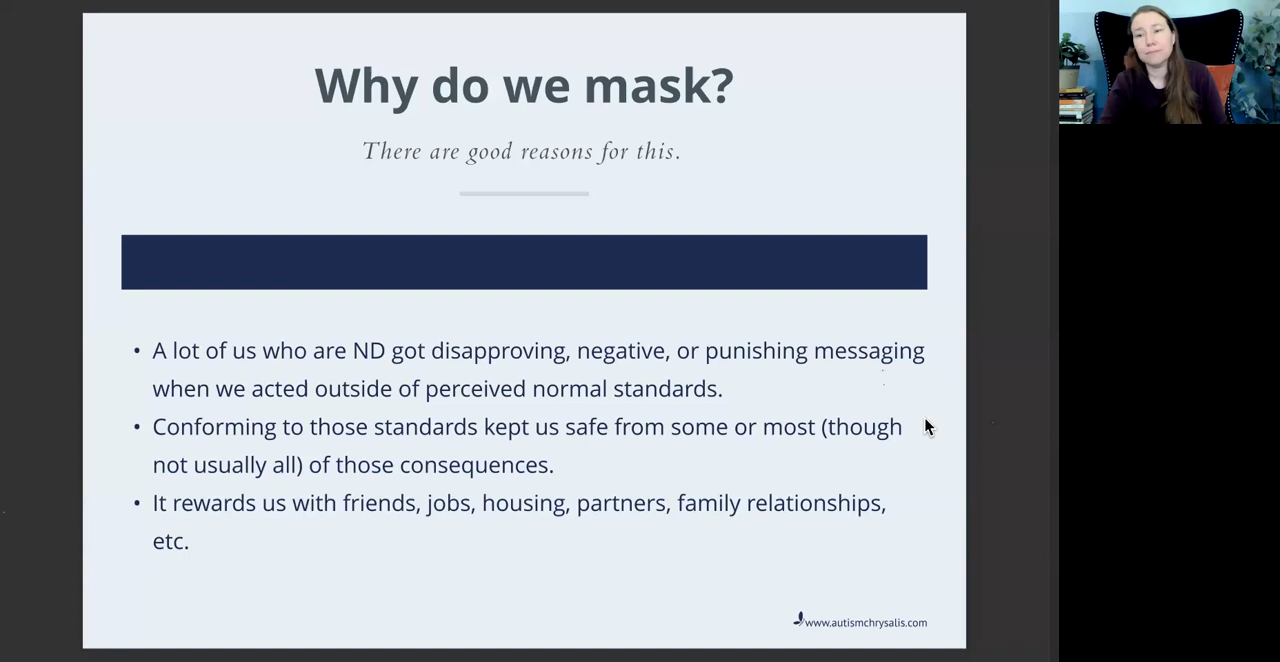 Why do we mask?
There are good reasons for this.
• A lot of us who are ND got disapproving, negative, or punishing messaging
when we acted outside of perceived normal standards.
• Conforming to those standards kept us safe from some or most (though
not usually all) of those consequences.
• It rewards us with friends, jobs, housing, partners, family relationships,
etc.
www.autismchrysalis.com